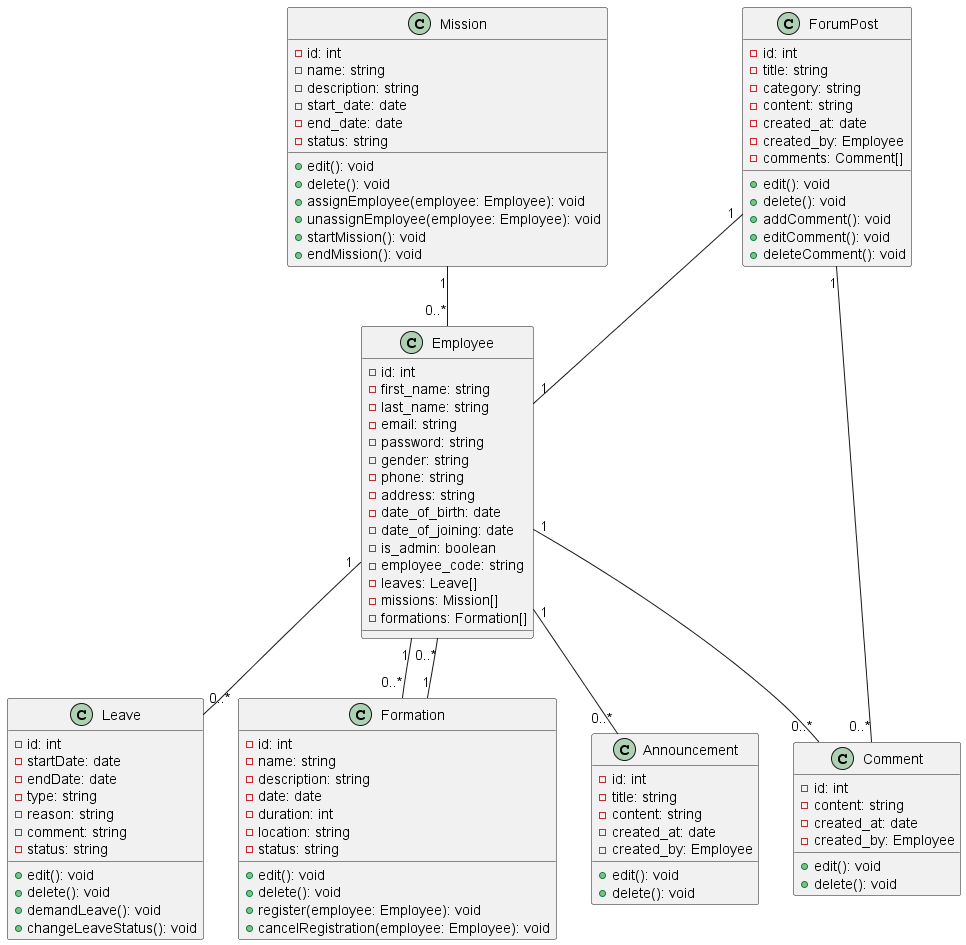 C Mission
id: int
name: string
description: string
start_date: date
end_date: date
status: string
edit(): void
delete(): void
assignEmployee(employee: Employee): void
unassignEmployee(employee: Employee): void
startMission(): void
endMission(): void
C ForumPost
id: int
title: string
category: string
content: string
created_at: date
created_by: Employee
comments: Comment[]
edit(): void
delete(): void
addComment(): void
editComment(): void
deleteComment(): void
1
1
1
0..*
C Employee
id: int
first_name: string
last_name: string
email: string
password: string
gender: string
phone: string
address: string
date_of_birth: date
date_of_joining: date
is_admin: boolean
employee_code: string
leaves: Leave[]
missions: Mission[]
formations: Formation[]
1
1
1
1
1
0..*
0..*
0..*
1
0..*
0..*
0..*
C Leave
id: int
startDate: date
endDate: date
type: string
reason: string
comment: string
status: string
edit(): void
delete(): void
demandLeave(): void
changeLeaveStatus(): void
C Formation
id: int
name: string
description: string
date: date
duration: int
location: string
status: string
edit(): void
delete(): void
register(employee: Employee): void
cancelRegistration(employee: Employee): void
C Announcement
id: int
title: string
content: string
created_at: date
created_by: Employee
edit(): void
delete(): void
C Comment
id: int
content: string
created_at: date
created_by: Employee
edit(): void
delete(): void